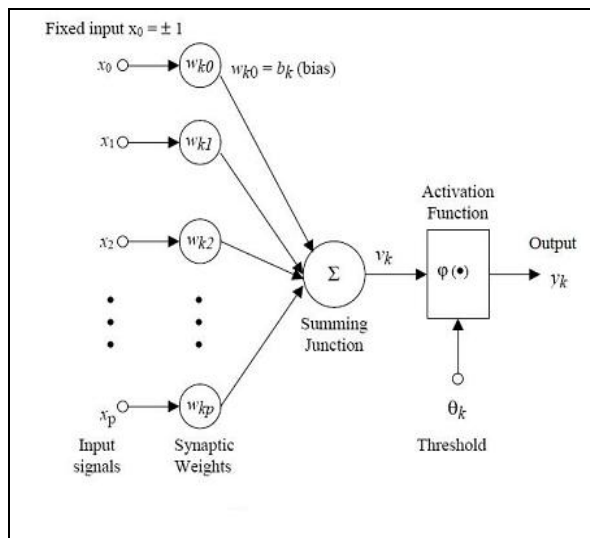 Fixed input x₀ = ± 1
x₀
wₖ₀
wₖ₀ = bₖ (bias)
x₁
wₖ₁
x₂
wₖ₂
Σ
Summing
Junction
vₖ
Activation
Function
φ (•)
Output
yₖ
θₖ
Threshold
xₚ
wₖₚ
Input
signals
Synaptic
Weights